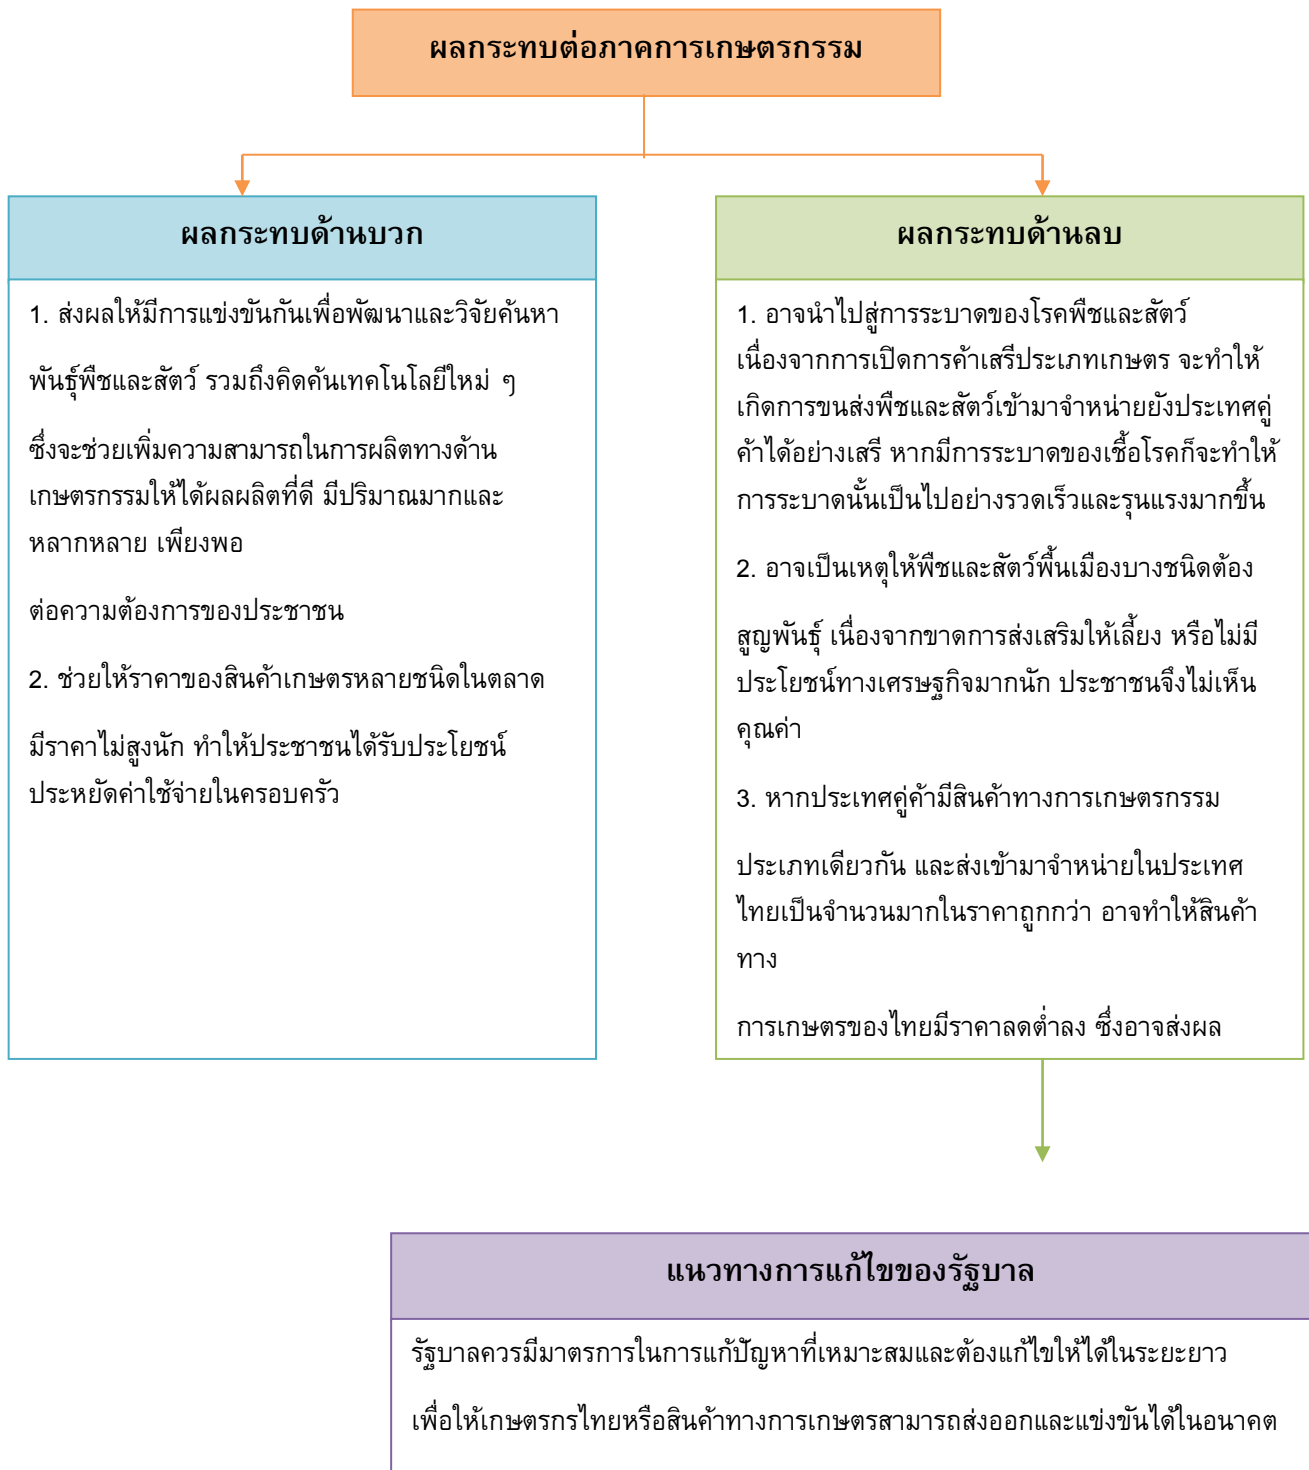 ผลกระทบต่อภาคการเกษตรกรรม
ผลกระทบด้านบวก
1. ส่งผลให้มีการแข่งขันกันเพื่อพัฒนาและวิจัยค้นหา
พันธุ์พืชและสัตว์ รวมถึงคิดค้นเทคโนโลยีใหม่ ๆ
ซึ่งจะช่วยเพิ่มความสามารถในการผลิตทางด้าน
เกษตรกรรมให้ได้ผลผลิตที่ดี มีปริมาณมากและ
หลากหลาย เพียงพอ
ต่อความต้องการของประชาชน
2. ช่วยให้ราคาของสินค้าเกษตรหลายชนิดในตลาด
มีราคาไม่สูงนัก ทำให้ประชาชนได้รับประโยชน์
ประหยัดค่าใช้จ่ายในครอบครัว
ผลกระทบด้านลบ
1. อาจนำไปสู่การระบาดของโรคพืชและสัตว์
เนื่องจากการเปิดการค้าเสรีประเภทเกษตร จะทำให้
เกิดการขนส่งพืชและสัตว์เข้ามาจำหน่ายยังประเทศคู่
ค้าได้อย่างเสรี หากมีการระบาดของเชื้อโรคก็จะทำให้
การระบาดนั้นเป็นไปอย่างรวดเร็วและรุนแรงมากขึ้น
2. อาจเป็นเหตุให้พืชและสัตว์พื้นเมืองบางชนิดต้อง
สูญพันธุ์ เนื่องจากขาดการส่งเสริมให้เลี้ยง หรือไม่มี
ประโยชน์ทางเศรษฐกิจมากนัก ประชาชนจึงไม่เห็น
คุณค่า
3. หากประเทศคู่ค้ามีสินค้าทางการเกษตรกรรม
ประเภทเดียวกัน และส่งเข้ามาจำหน่ายในประเทศ
ไทยเป็นจำนวนมากในราคาถูกกว่า อาจทำให้สินค้า
ทาง
การเกษตรของไทยมีราคาลดต่ำลง ซึ่งอาจส่งผล
แนวทางการแก้ไขของรัฐบาล
รัฐบาลควรมีมาตรการในการแก้ปัญหาที่เหมาะสมและต้องแก้ไขให้ได้ในระยะยาว
เพื่อให้เกษตรกรไทยหรือสินค้าทางการเกษตรสามารถส่งออกและแข่งขันได้ในอนาคต